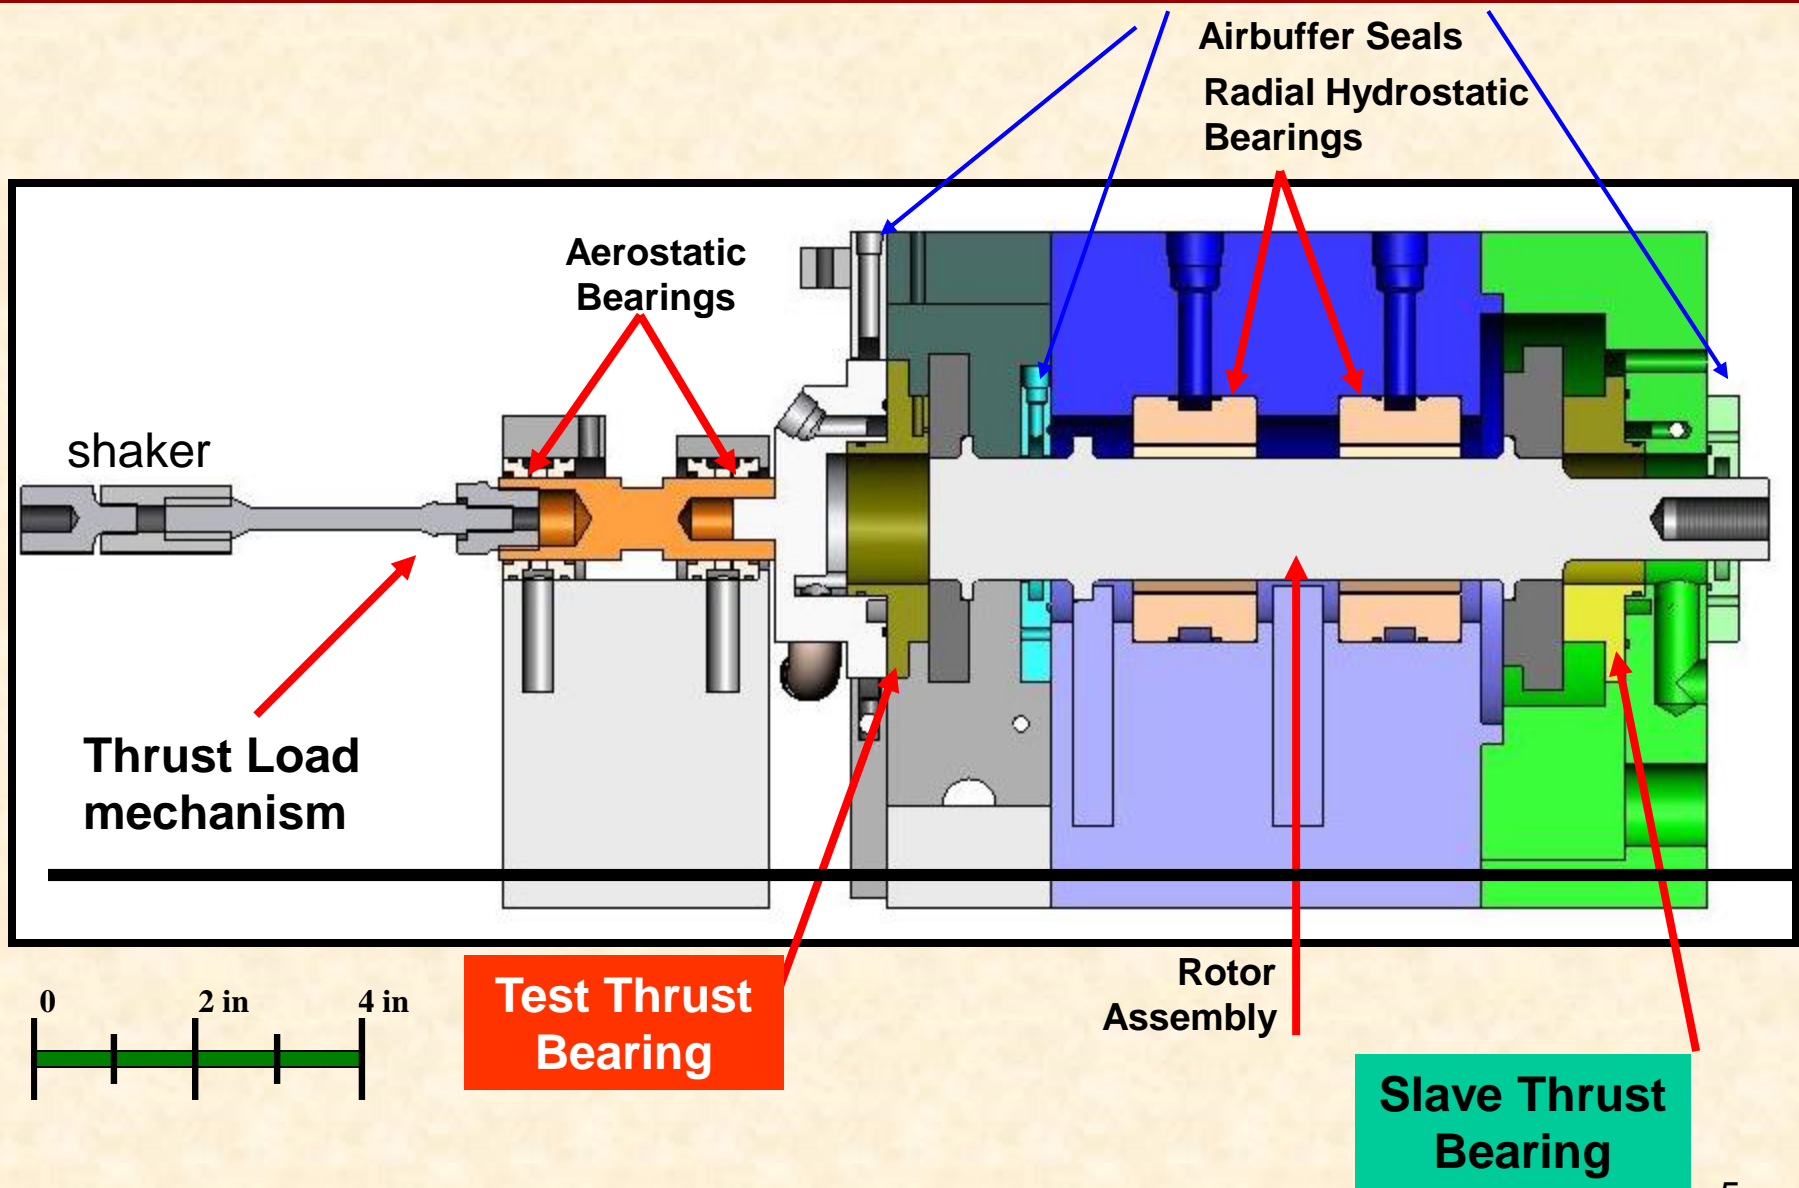 Airbuffer Seals
Radial Hydrostatic
Bearings
Aerostatic
Bearings
shaker
Thrust Load
mechanism
0 2 in 4 in
Test Thrust
Bearing
Rotor
Assembly
Slave Thrust
Bearing